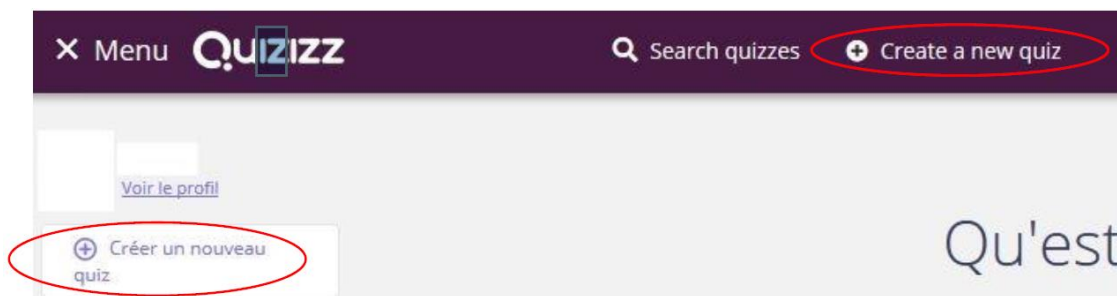 × Menu Quizizz Search quizzes Create a new quiz
Voir le profil
Créer un nouveau
quiz
Qu'est